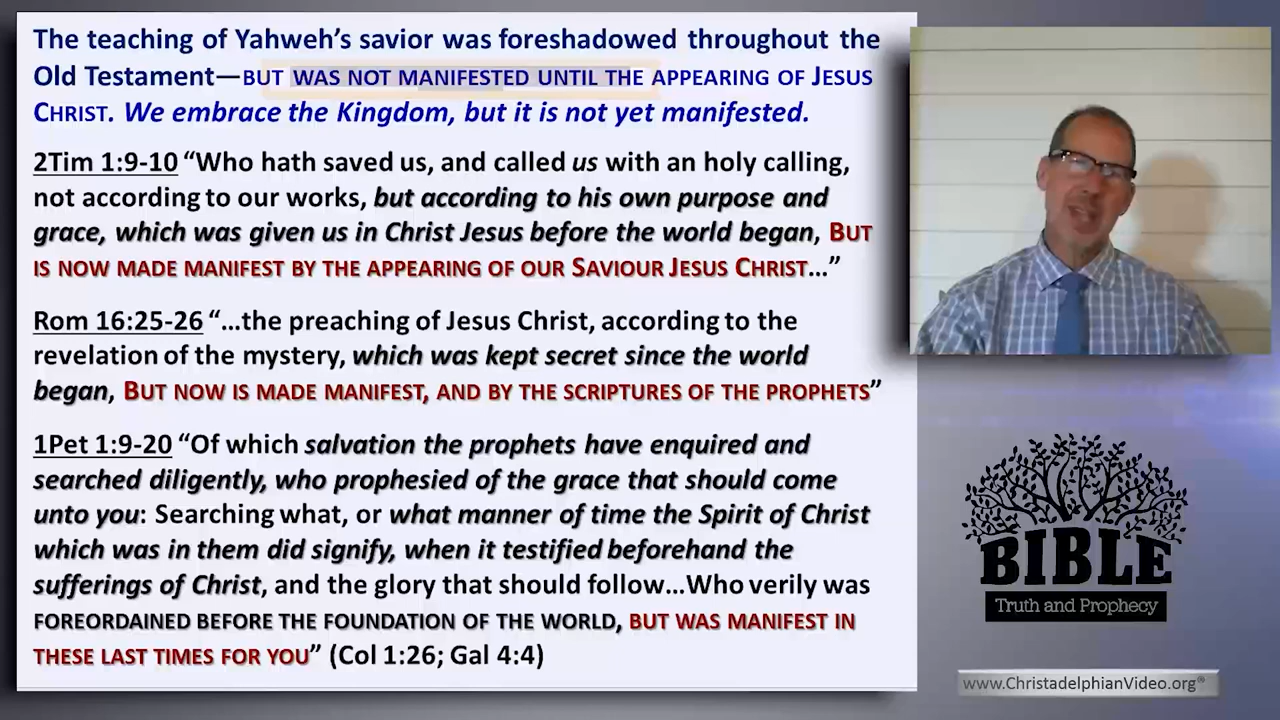 The teaching of Yahweh's savior was foreshadowed throughout the
Old Testament—BUT WAS NOT MANIFESTED UNTIL THE APPEARING OF JESUS
CHRIST. We embrace the Kingdom, but it is not yet manifested.
2Tim 1:9-10 “Who hath saved us, and called us with an holy calling,
not according to our works, but according to his own purpose and
grace, which was given us in Christ Jesus before the world began, BUT
IS NOW MADE MANIFEST BY THE APPEARING OF OUR SAVIOUR JESUS CHRIST...”
Rom 16:25-26 “...the preaching of Jesus Christ, according to the
revelation of the mystery, which was kept secret since the world
began, BUT NOW IS MADE MANIFEST, AND BY THE SCRIPTURES OF THE PROPHETS”
1Pet 1:9-20 “Of which salvation the prophets have enquired and
searched diligently, who prophesied of the grace that should come
unto you: Searching what, or what manner of time the Spirit of Christ
which was in them did signify, when it testified beforehand the
sufferings of Christ, and the glory that should follow...Who verily was
FOREORDAINED BEFORE THE FOUNDATION OF THE WORLD, BUT WAS MANIFEST IN
THESE LAST TIMES FOR YOU” (Col 1:26; Gal 4:4)
BIBLE
Truth and Prophecy
www.ChristadelphianVideo.org®